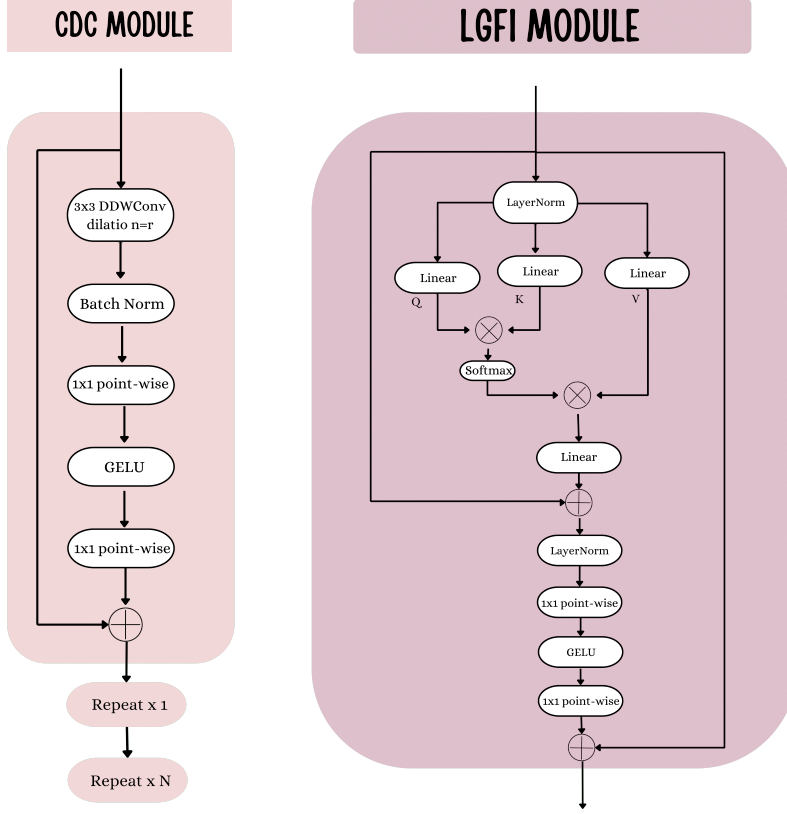 CDC MODULE
3x3 DDWConv
dilatio n=r
Batch Norm
1x1 point-wise
GELU
1x1 point-wise
Repeat x 1
Repeat x N
LGFI MODULE
LayerNorm
Linear
Linear
Linear
Q
K
V
Softmax
Linear
LayerNorm
1x1 point-wise
GELU
1x1 point-wise